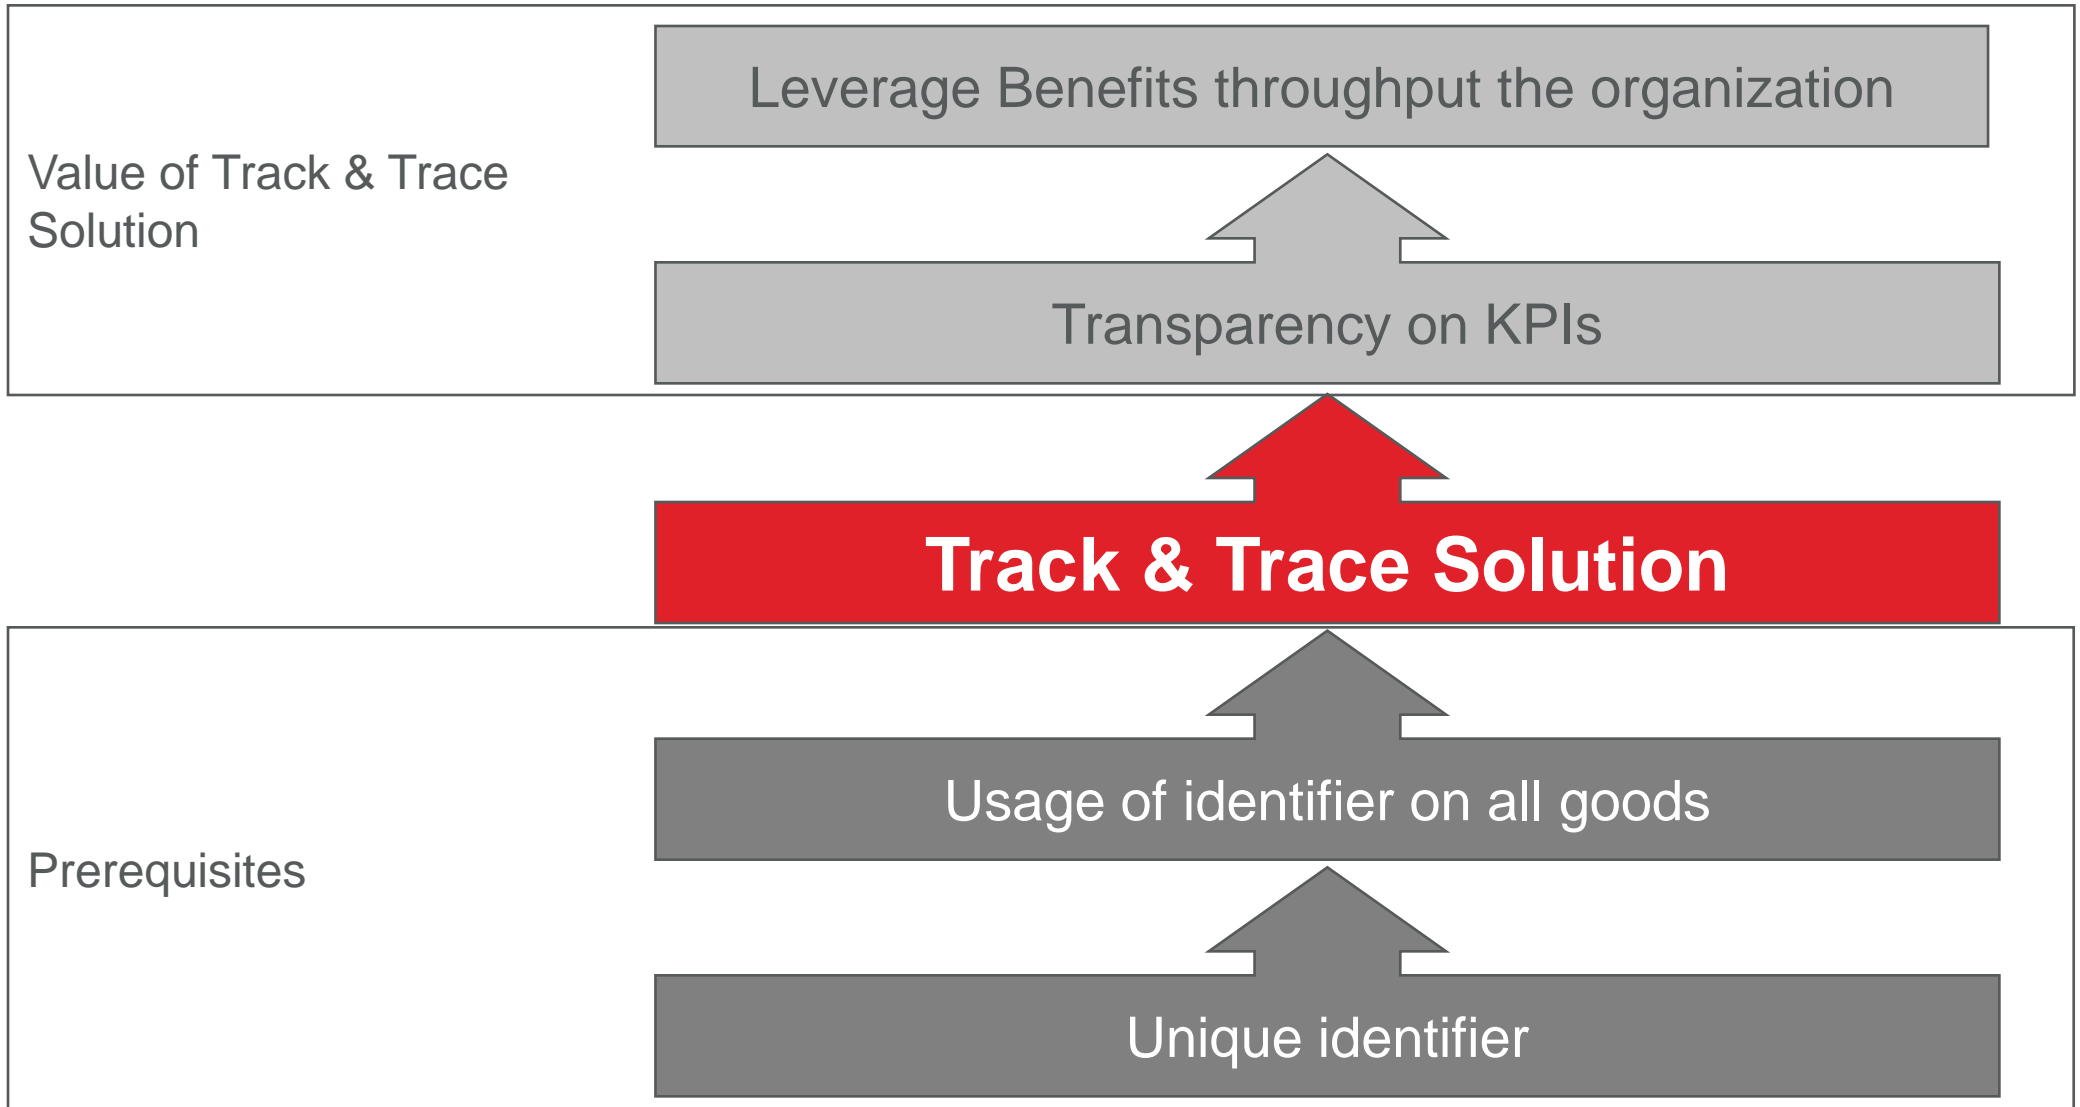 Leverage Benefits throughput the organization
Value of Track & Trace
Solution
Transparency on KPIs
Track & Trace Solution
Usage of identifier on all goods
Prerequisites
Unique identifier